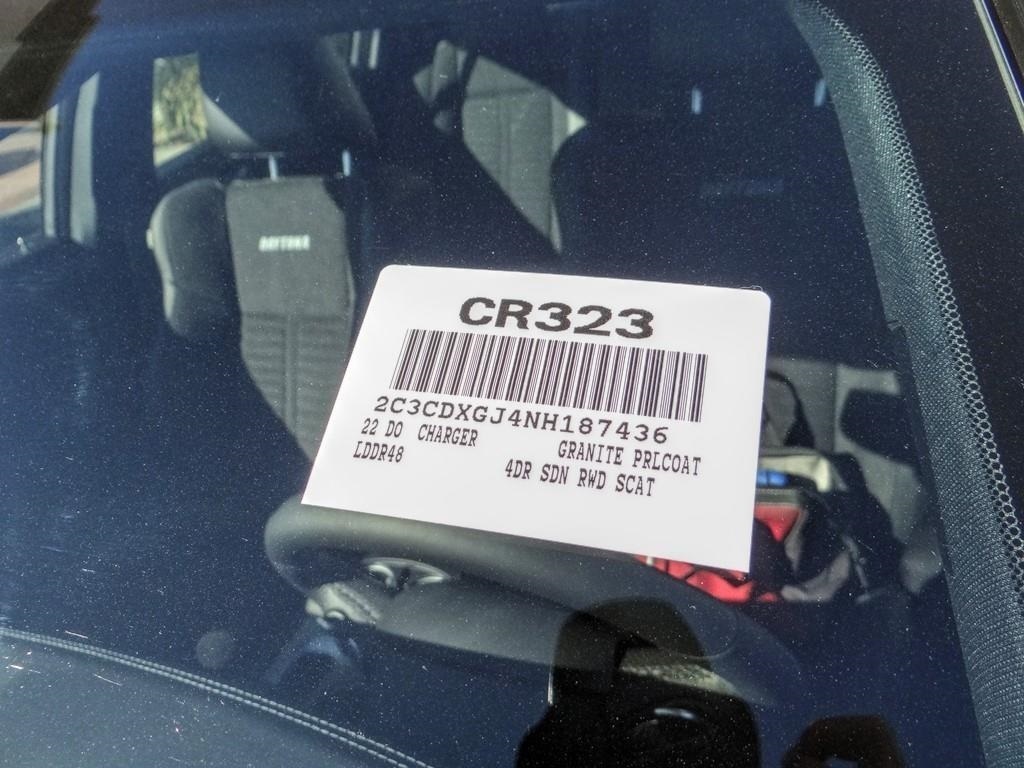 DAYTONA
CR323
2C3CDXGJ4NH187436
22 DO CHARGER GRANITE PRLCOAT
LDDR48 4DR SDN RWD SCAT